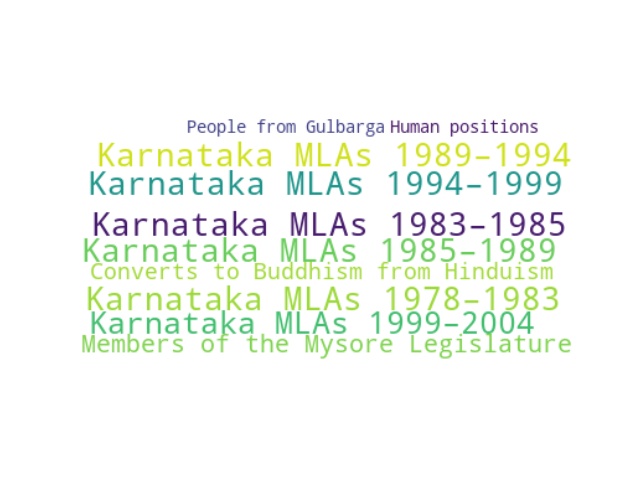 People from Gulbarga Human positions
Karnataka MLAs 1989–1994
Karnataka MLAs 1994–1999
Karnataka MLAs 1983–1985
Karnataka MLAs 1985–1989
Converts to Buddhism from Hinduism
Karnataka MLAs 1978–1983
Karnataka MLAs 1999–2004
Members of the Mysore Legislature